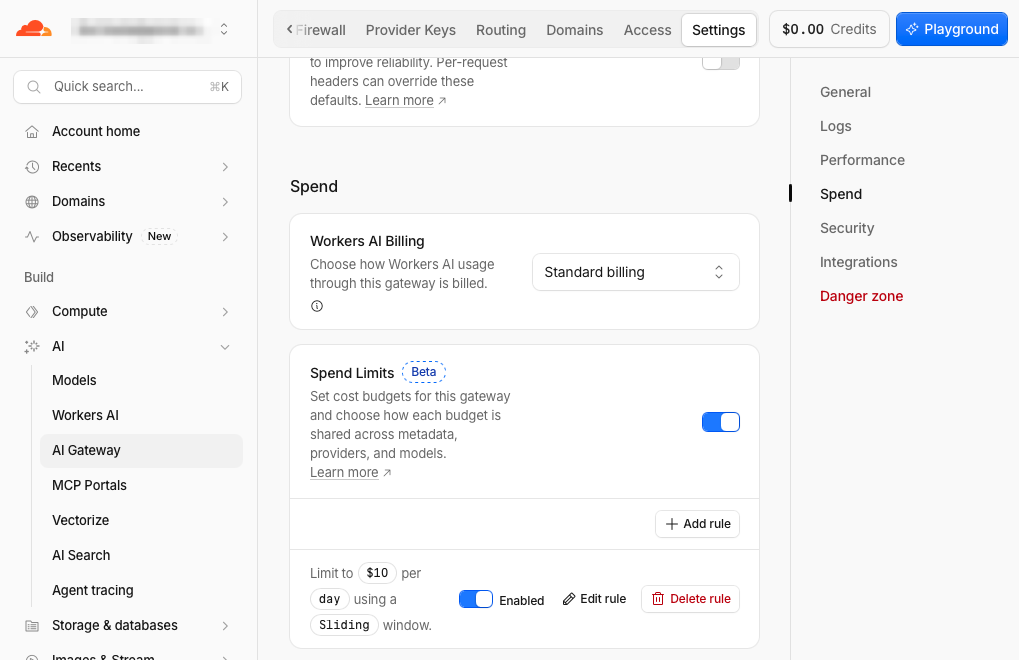 Firewall
Provider Keys
Routing
Domains
Access
Settings
$0.00 Credits
Playground
Quick search...
⌘K
Account home
Recents
Domains
Observability New
Build
Compute
AI
Models
Workers AI
AI Gateway
MCP Portals
Vectorize
AI Search
Agent tracing
Storage & databases
Images & Stream
to improve reliability. Per-request
headers can override these
defaults. Learn more ↗
Spend
Workers AI Billing
Choose how Workers AI usage
through this gateway is billed.
Standard billing
Spend Limits Beta
Set cost budgets for this gateway
and choose how each budget is
shared across metadata,
providers, and models.
Learn more ↗
Add rule
Limit to $10 per
day using a
Sliding window.
Enabled
Edit rule
Delete rule
General
Logs
Performance
Spend
Security
Integrations
Danger zone